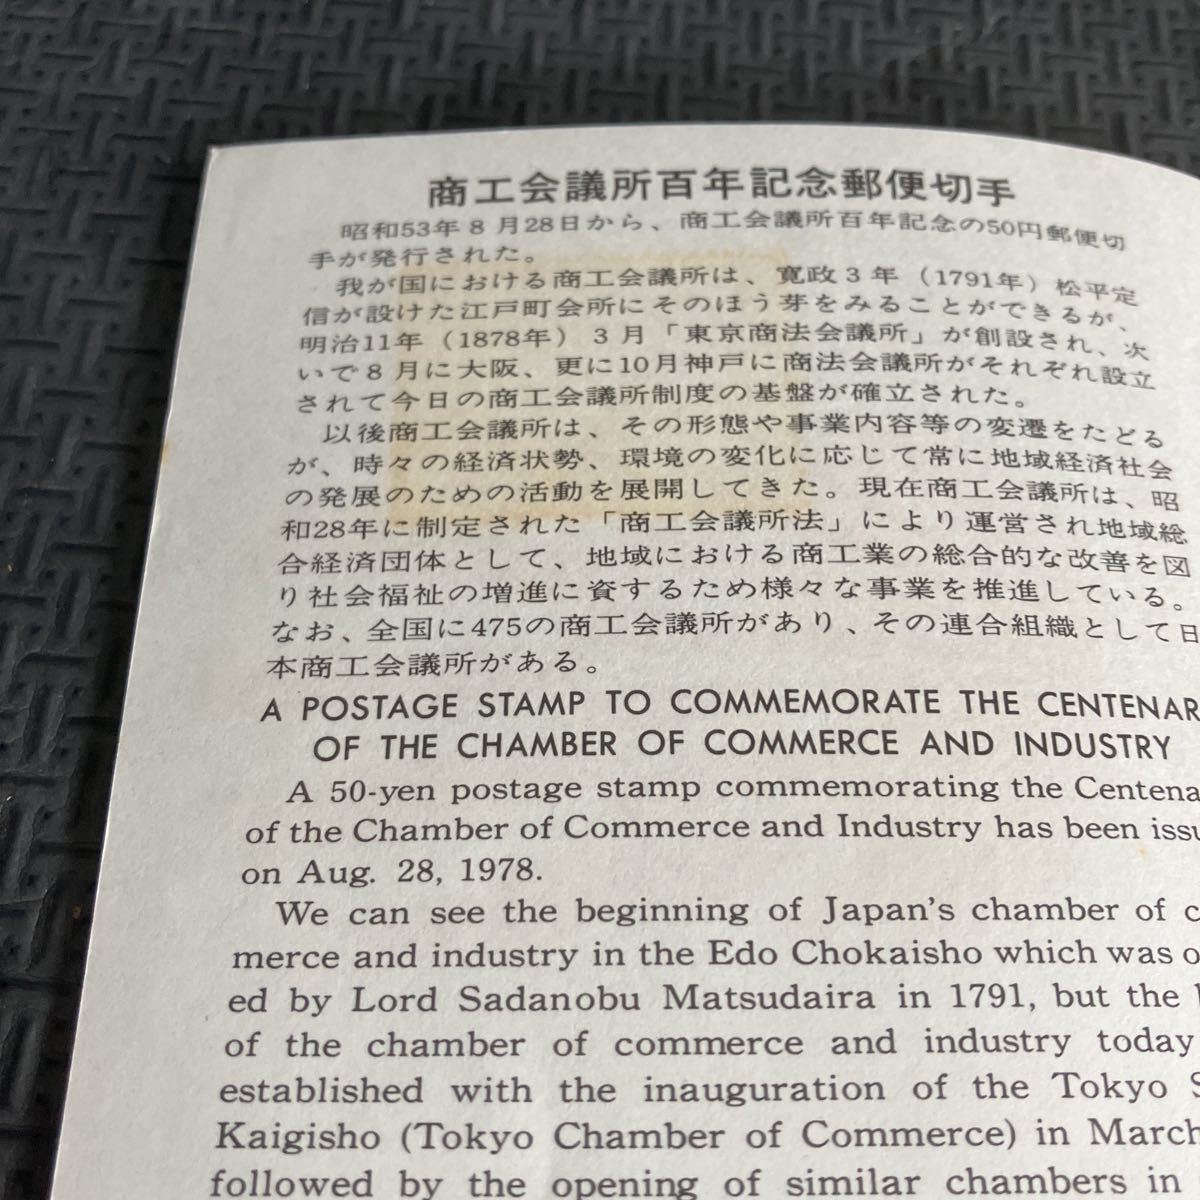 商工会議所百年記念郵便切手
昭和53年8月28日から、商工会議所百年記念の50円郵便切
手が発行された。
我が国における商工会議所は、寛政3年（1791年）松平定
信が設けた江戸町会所にそのほう芽をみることができるが、
明治11年（1878年）3月「東京商法会議所」が創設され、次
いで8月に大阪、更に10月神戸に商法会議所がそれぞれ設立
されて今日の商工会議所制度の基盤が確立された。
以後商工会議所は、その形態や事業内容等の変遷をたどる
が、時々の経済状勢、環境の変化に応じて常に地域経済社会
の発展のための活動を展開してきた。現在商工会議所は、昭
和28年に制定された「商工会議所法」により運営され地域総
合経済団体として、地域における商工業の総合的な改善を図
り社会福祉の増進に資するため様々な事業を推進している。
なお、全国に475の商工会議所があり、その連合組織として日
本商工会議所がある。
A POSTAGE STAMP TO COMMEMORATE THE CENTENAR
OF THE CHAMBER OF COMMERCE AND INDUSTRY
A 50-yen postage stamp commemorating the Centena
of the Chamber of Commerce and Industry has been issu
on Aug. 28, 1978.
We can see the beginning of Japan's chamber of c
merce and industry in the Edo Chokaisho which was o
ed by Lord Sadanobu Matsudaira in 1791, but the
of the chamber of commerce and industry today
established with the inauguration of the Tokyo S
Kaigisho (Tokyo Chamber of Commerce) in March
followed by the opening of similar chambers in